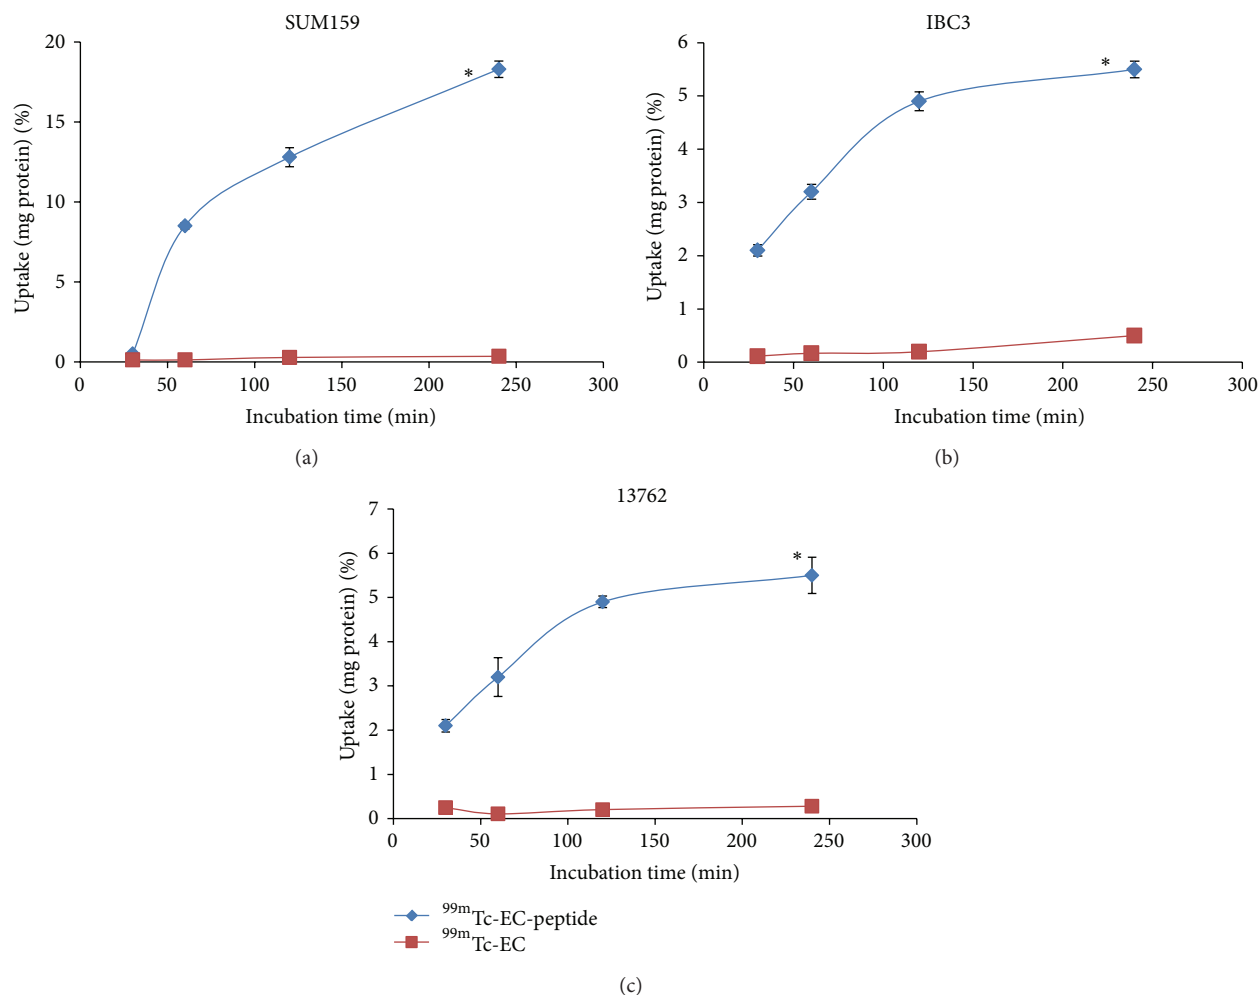 SUM159
Uptake (mg protein) (%)
20
15
10
5
0
*
0 50 100 150 200 250 300
Incubation time (min)
(a)
IBC3
Uptake (mg protein) (%)
6
5
4
3
2
1
0
*
0 50 100 150 200 250 300
Incubation time (min)
(b)
13762
Uptake (mg protein) (%)
7
6
5
4
3
2
1
0
*
0 50 100 150 200 250 300
Incubation time (min)
99mTc-EC-peptide
99mTc-EC
(c)